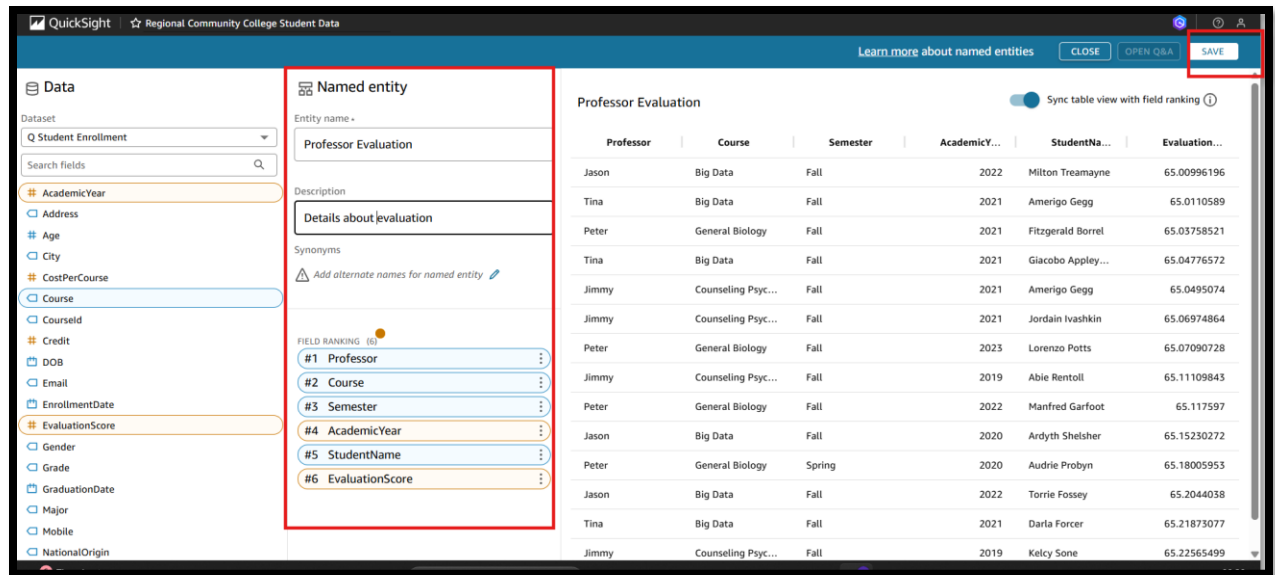 QuickSight Regional Community College Student Data
Learn more about named entities CLOSE OPEN Q&A SAVE
Data
Dataset
Q Student Enrollment
Search fields
# AcademicYear
Address
# Age
City
# CostPerCourse
Course
CourseId
# Credit
DOB
Email
EnrollmentDate
# EvaluationScore
Gender
Grade
GraduationDate
Major
Mobile
NationalOrigin
Named entity
Entity name •
Professor Evaluation
Description
Details about evaluation
Synonyms
Add alternate names for named entity
FIELD RANKING (6)
#1 Professor
#2 Course
#3 Semester
#4 AcademicYear
#5 StudentName
#6 EvaluationScore
Professor Evaluation
Sync table view with field ranking
Professor Course Semester AcademicY... StudentNa... Evaluation...
Jason Big Data Fall 2022 Milton Treamayne 65.00996196
Tina Big Data Fall 2021 Amerigo Gegg 65.0110589
Peter General Biology Fall 2021 Fitzgerald Borrel 65.03758521
Tina Big Data Fall 2021 Giacobo Appley... 65.04776572
Jimmy Counseling Psyc... Fall 2021 Amerigo Gegg 65.0495074
Jimmy Counseling Psyc... Fall 2021 Jordain Ivashkin 65.06974864
Peter General Biology Fall 2023 Lorenzo Potts 65.07090728
Jimmy Counseling Psyc... Fall 2019 Abie Rentoll 65.11109843
Peter General Biology Fall 2022 Manfred Garfoot 65.117597
Jason Big Data Fall 2020 Ardyth Shelsher 65.15230272
Peter General Biology Spring 2020 Audrie Probyn 65.18005953
Jason Big Data Fall 2022 Torrie Fossey 65.2044038
Tina Big Data Fall 2021 Darla Forcer 65.21873077
Jimmy Counseling Psyc... Fall 2019 Kelcy Sone 65.22565499